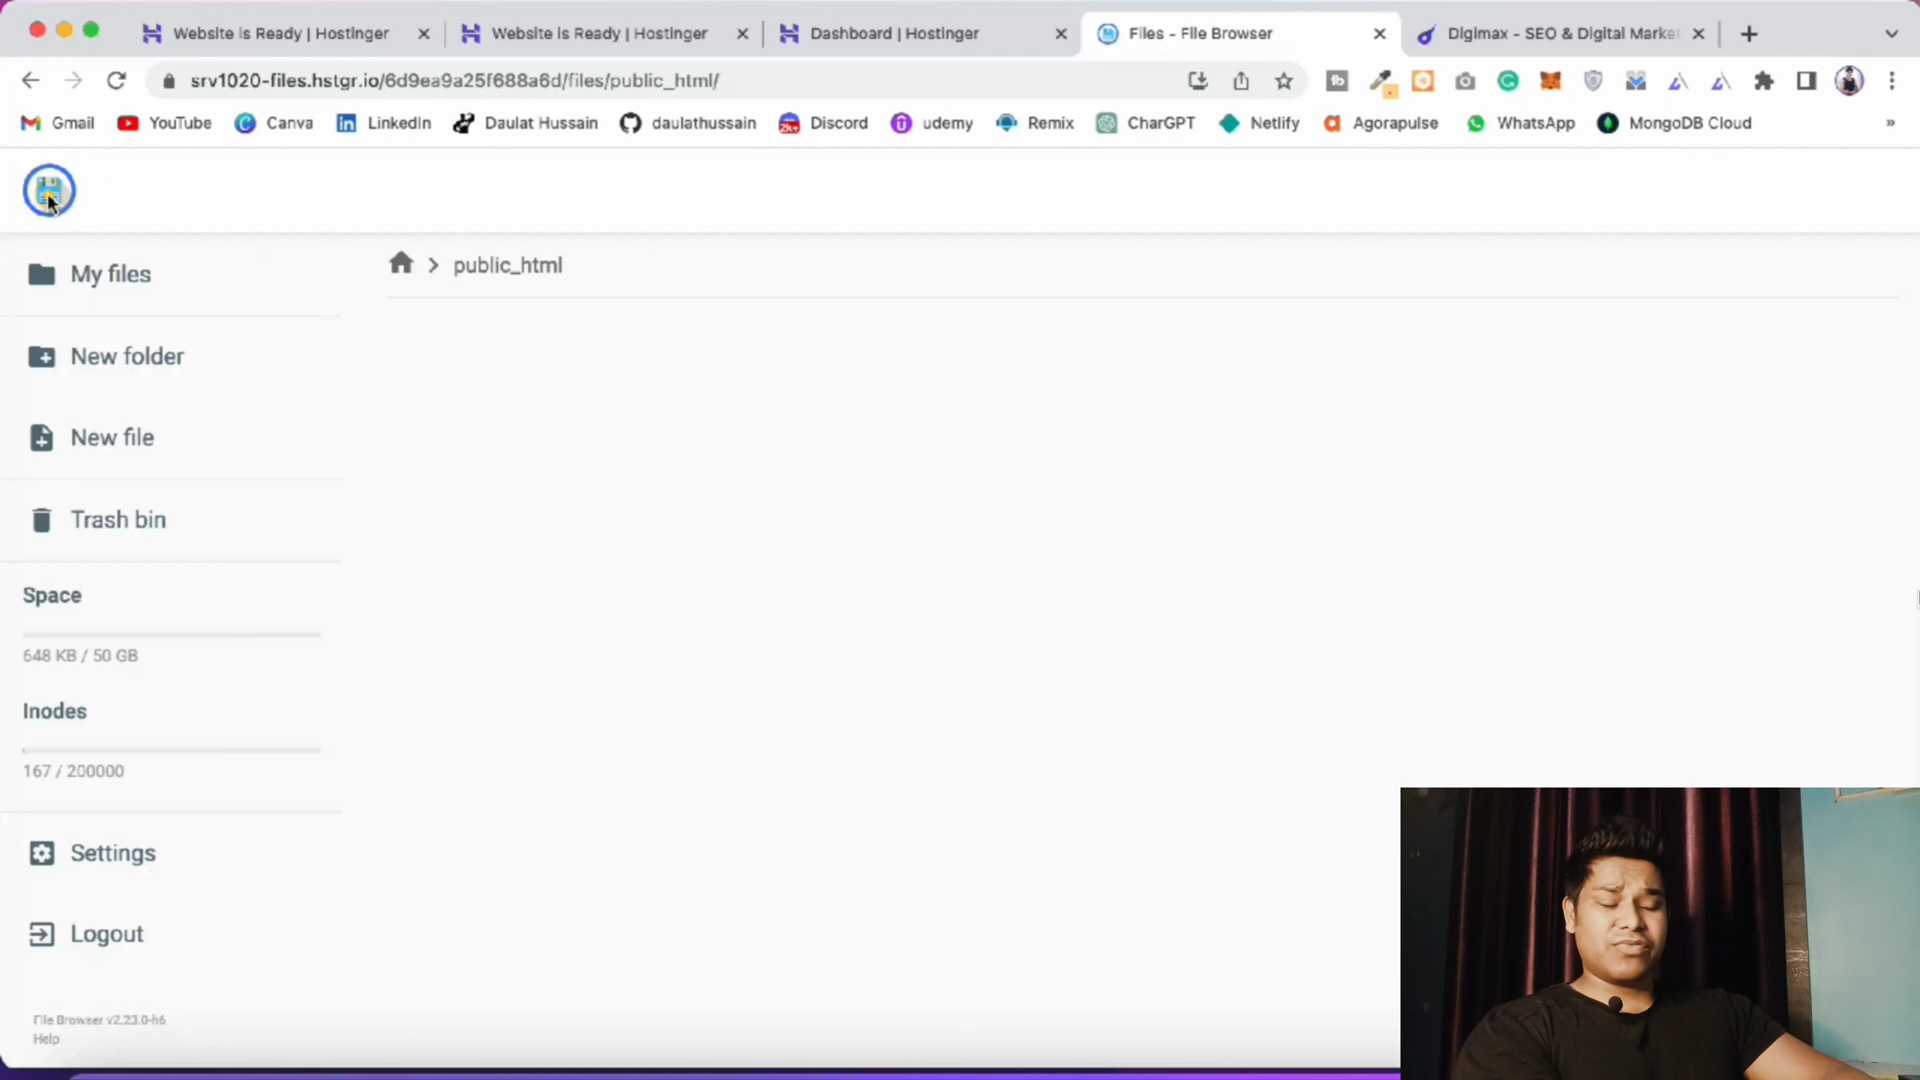 Website is Ready | Hostinger
Website is Ready | Hostinger
Dashboard | Hostinger
Files - File Browser
Digimax - SEO & Digital Marke
srv1020-files.hstgr.io/6d9ea9a25f688a6d/files/public_html/
Gmail
YouTube
Canva
LinkedIn
Daulat Hussain
daulathussain
Discord
udemy
Remix
CharGPT
Netlify
Agorapulse
WhatsApp
MongoDB Cloud
»
My files
public_html
New folder
New file
Trash bin
Space
648 KB / 50 GB
Inodes
167 / 200000
Settings
Logout
File Browser v2.23.0-h6
Help